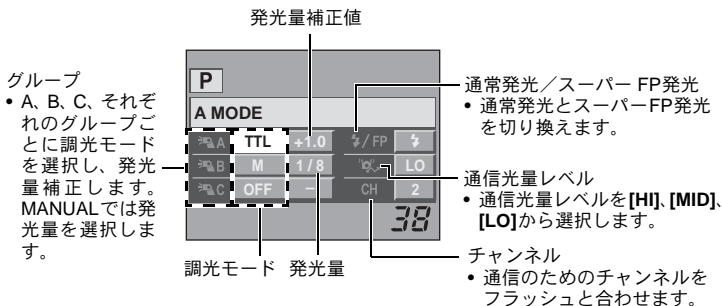 発光量補正値
グループ
• A、B、C、それぞ
れのグループご
とに調光モード
を選択し、発光
量補正します。
MANUALでは発
光量を選択しま
す。
P
A MODE
A TTL +1.0 /FP
B M 1/8 LO
C OFF – CH 2
38
調光モード 発光量
通常発光／スーパー FP発光
• 通常発光とスーパーFP発光
を切り換えます。
通信光量レベル
• 通信光量レベルを[HI]、[MID]、
[LO]から選択します。
チャンネル
• 通信のためのチャンネルを
フラッシュと合わせます。